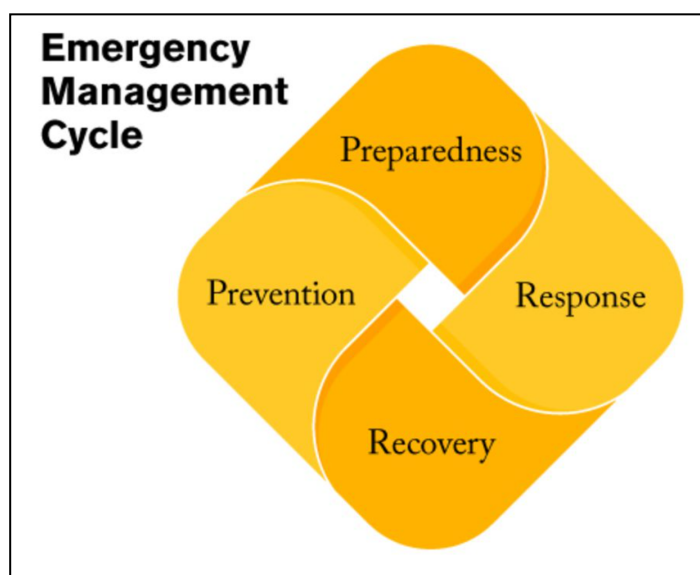 Emergency
Management
Cycle
Preparedness
Prevention
Response
Recovery